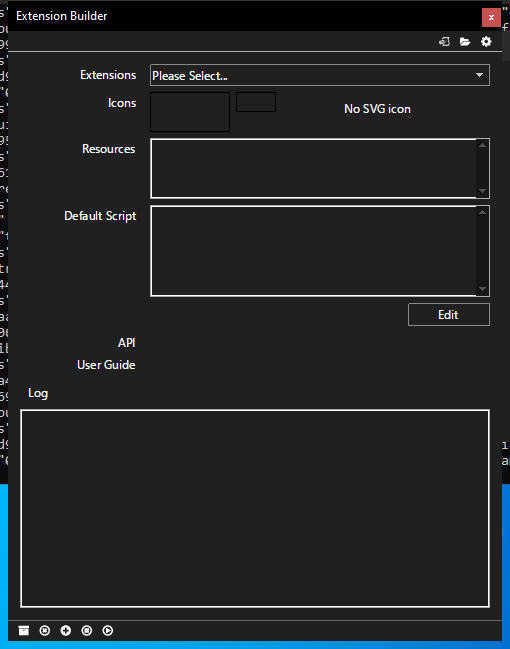 Extension Builder
x
Extensions
Please Select...
Icons
No SVG icon
Resources
Default Script
Edit
API
User Guide
Log